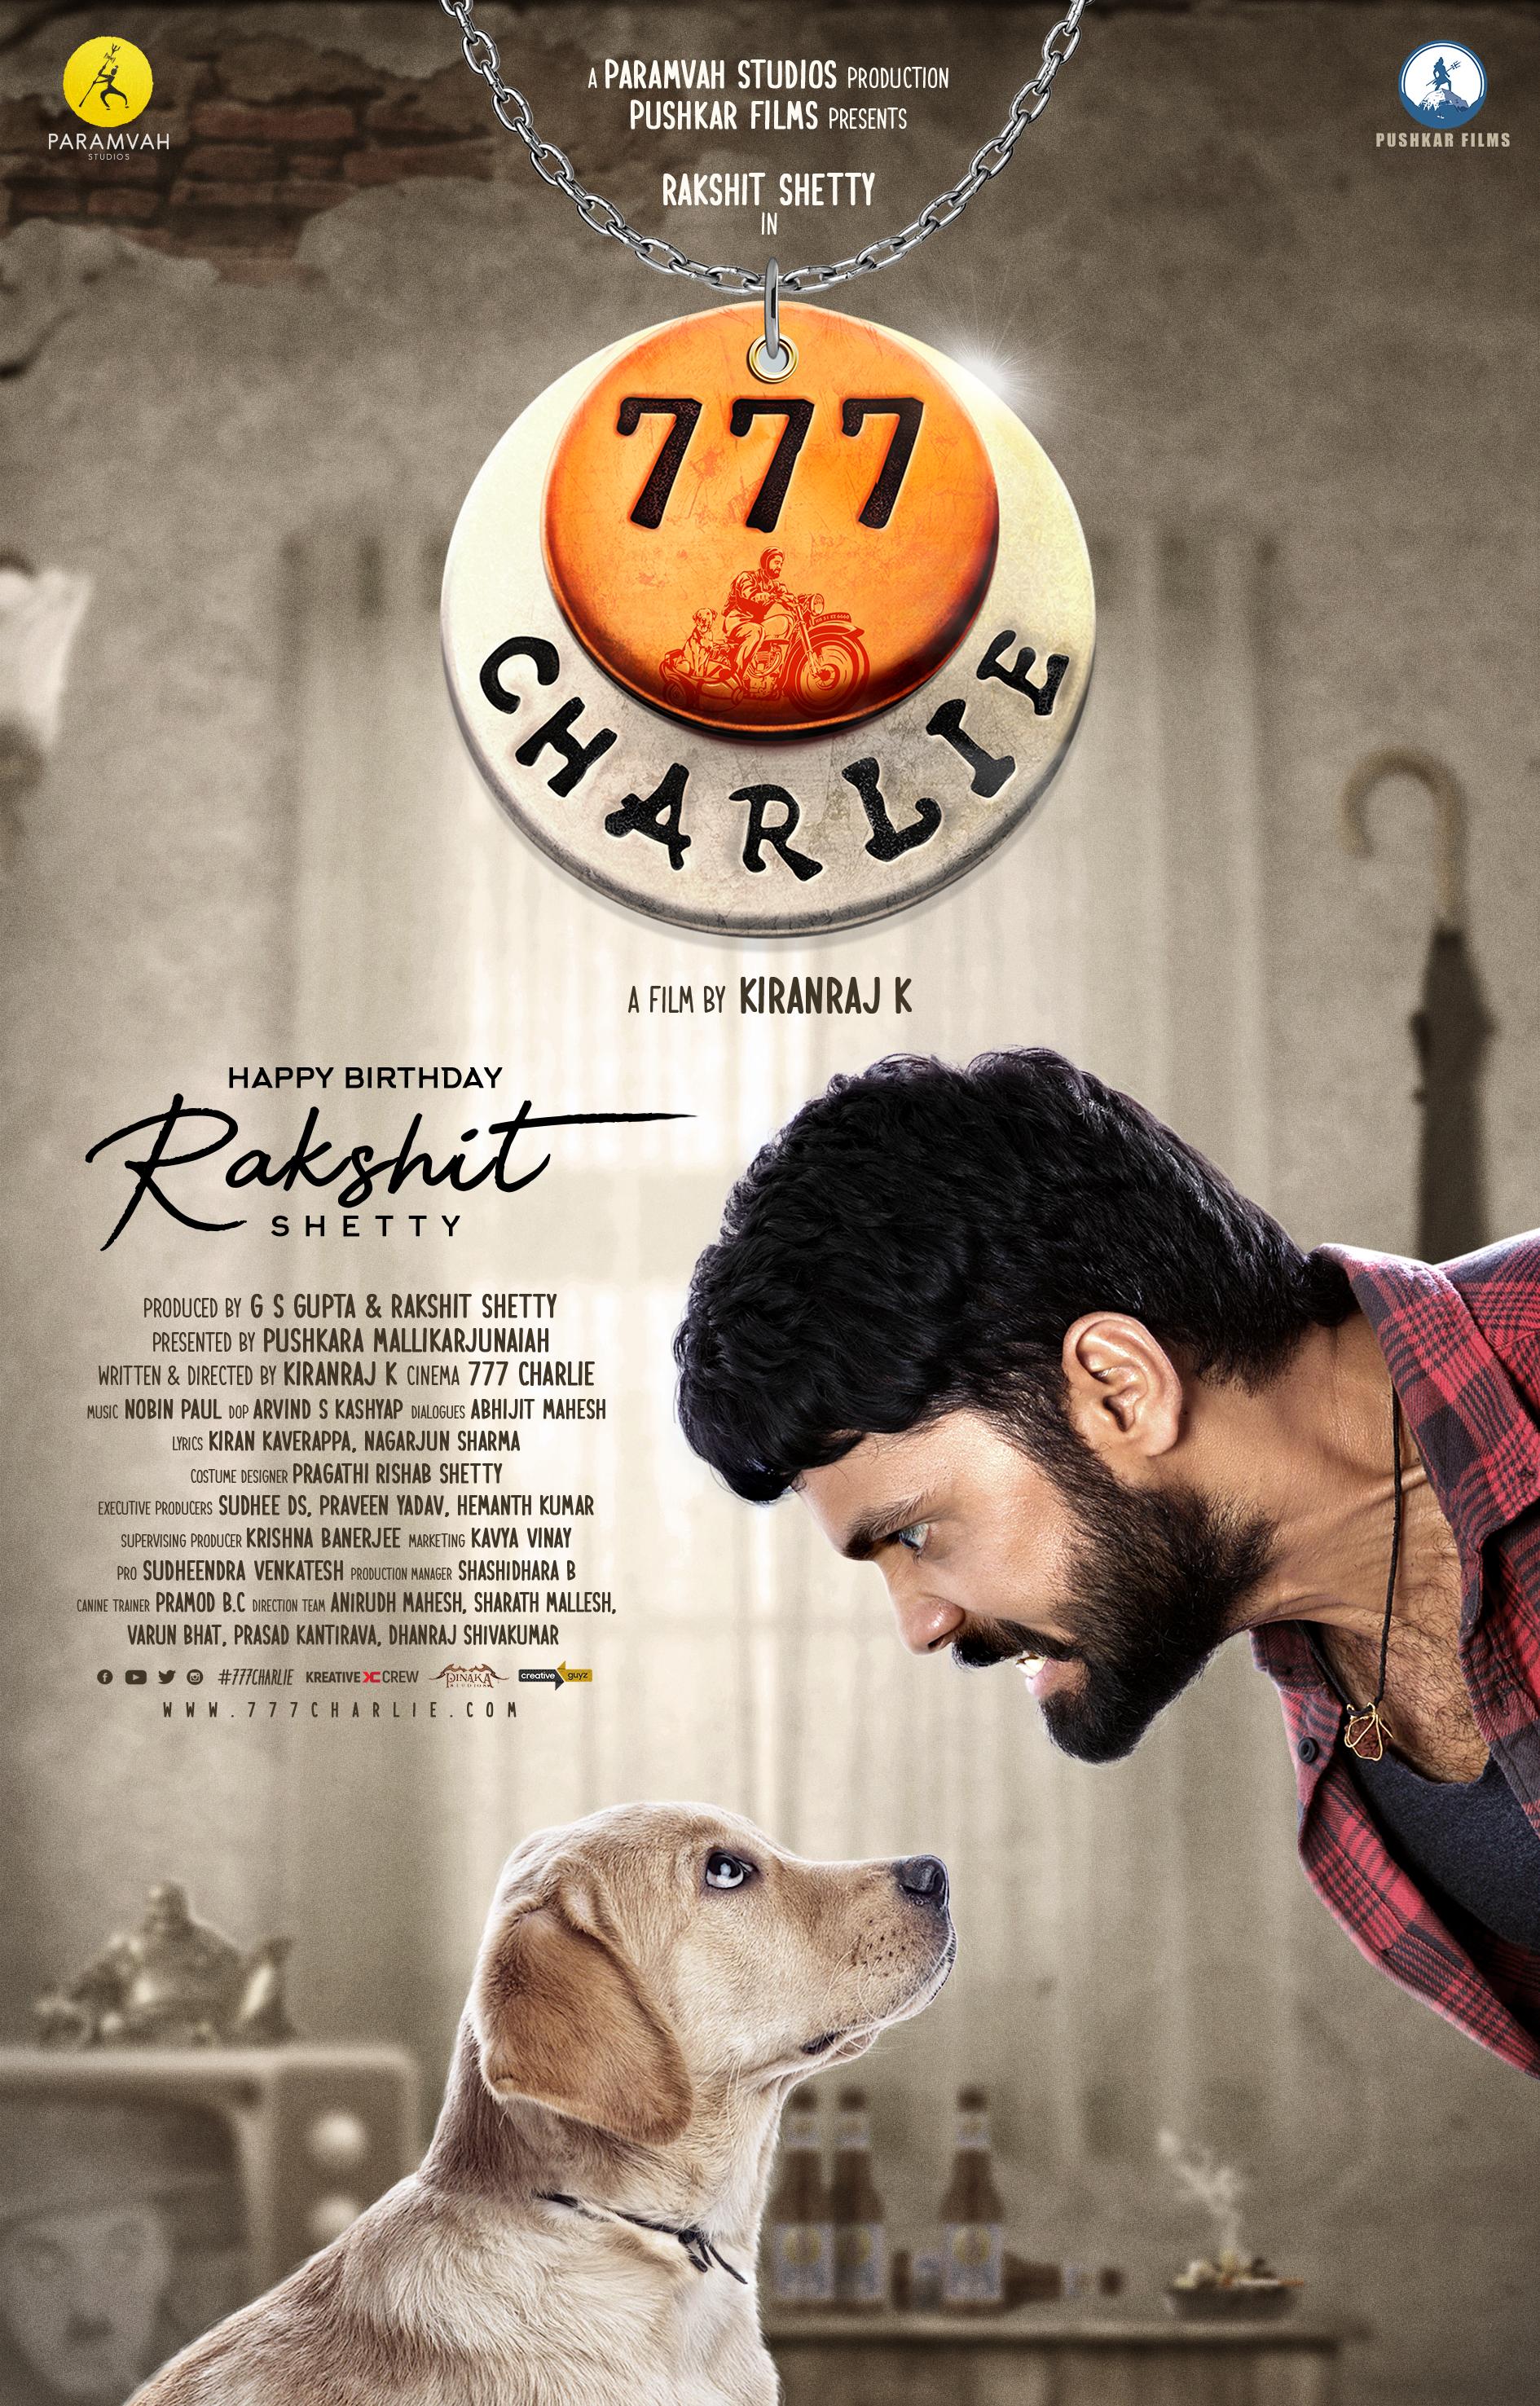 PARAMVAH
STUDIOS
A PARAMVAH STUDIOS PRODUCTION
PUSHKAR FILMS PRESENTS
PUSHKAR FILMS
RAKSHIT SHETTY
IN
777
CHARLIE
A FILM BY KIRANRAJ K
HAPPY BIRTHDAY
Rakshit
SHETTY
PRODUCED BY G S GUPTA & RAKSHIT SHETTY
PRESENTED BY PUSHKARA MALLIKARJUNAIAH
WRITTEN & DIRECTED BY KIRANRAJ K CINEMA 777 CHARLIE
MUSIC NOBIN PAUL DOP ARVIND S KASHYAP DIALOGUES ABHIJIT MAHESH
LYRICS KIRAN KAVERAPPA, NAGARJUN SHARMA
COSTUME DESIGNER PRAGATHI RISHAB SHETTY
EXECUTIVE PRODUCERS SUDHEE DS, PRAVEEN YADAV, HEMANTH KUMAR
SUPERVISING PRODUCER KRISHNA BANERJEE MARKETING KAVYA VINAY
PRO SUDHEENDRA VENKATESH PRODUCTION MANAGER SHASHIDHARA B
CANINE TRAINER PRAMOD B.C DIRECTION TEAM ANIRUDH MAHESH, SHARATH MALLESH,
VARUN BHAT, PRASAD KANTIRAVA, DHANRAJ SHIVAKUMAR
#777CHARLIE KREATIVE KC CREW PINAKA STUDIOS creative guyz
WWW.777CHARLIE.COM